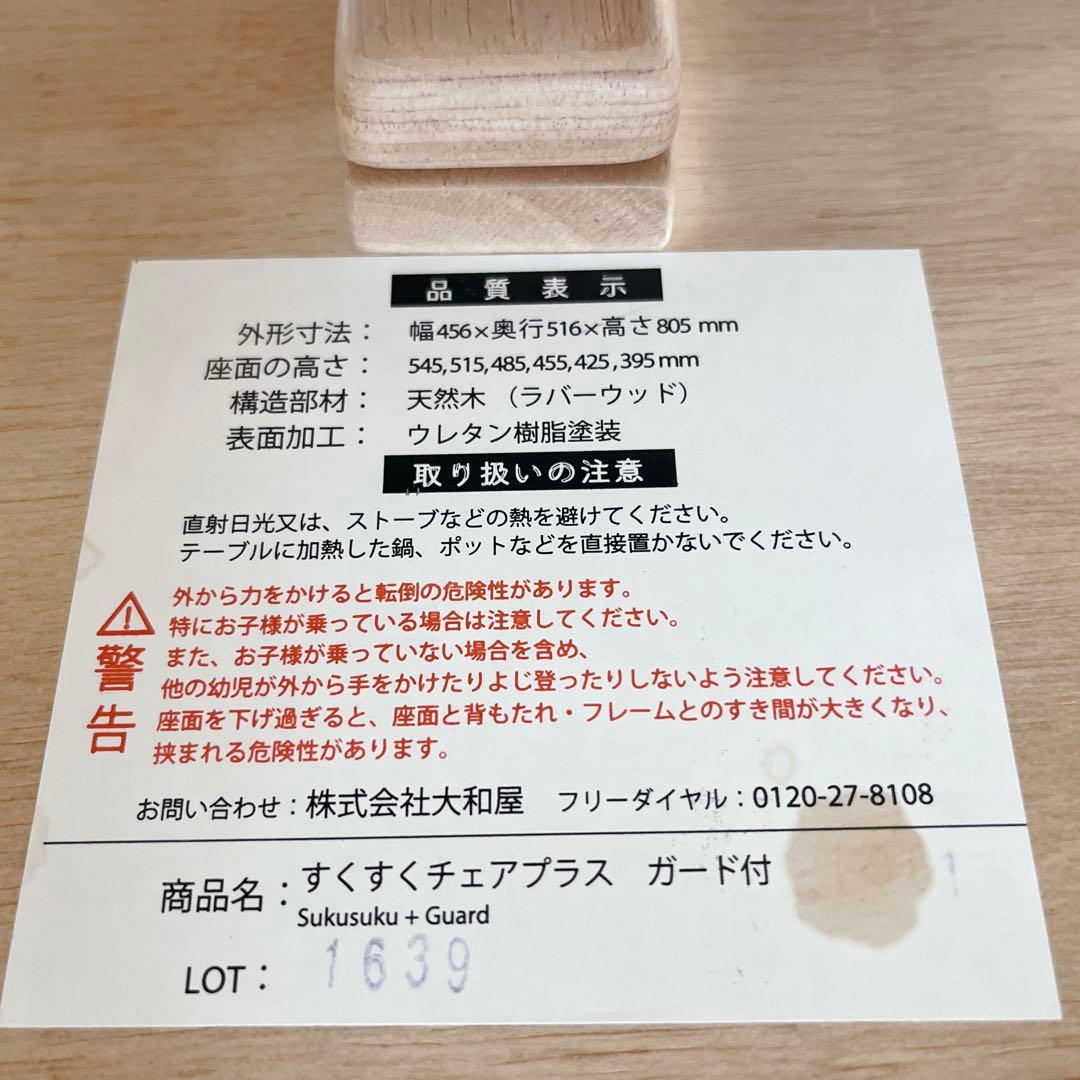 品質表示
外形寸法： 幅456×奥行516×高さ805 mm
座面の高さ： 545,515,485,455,425,395mm
構造部材： 天然木（ラバーウッド）
表面加工： ウレタン樹脂塗装
取り扱いの注意
直射日光又は、ストーブなどの熱を避けてください。
テーブルに加熱した鍋、ポットなどを直接置かないでください。
警告
外から力をかけると転倒の危険性があります。
特にお子様が乗っている場合は注意してください。
また、お子様が乗っていない場合を含め、
他の幼児が外から手をかけたりよじ登ったりしないよう注意してください。
座面を下げ過ぎると、座面と背もたれ・フレームとのすき間が大きくなり、
挟まれる危険性があります。
お問い合わせ：株式会社大和屋 フリーダイヤル：0120-27-8108
商品名：すくすくチェアプラス ガード付
Sukusuku + Guard
1
LOT： 1639